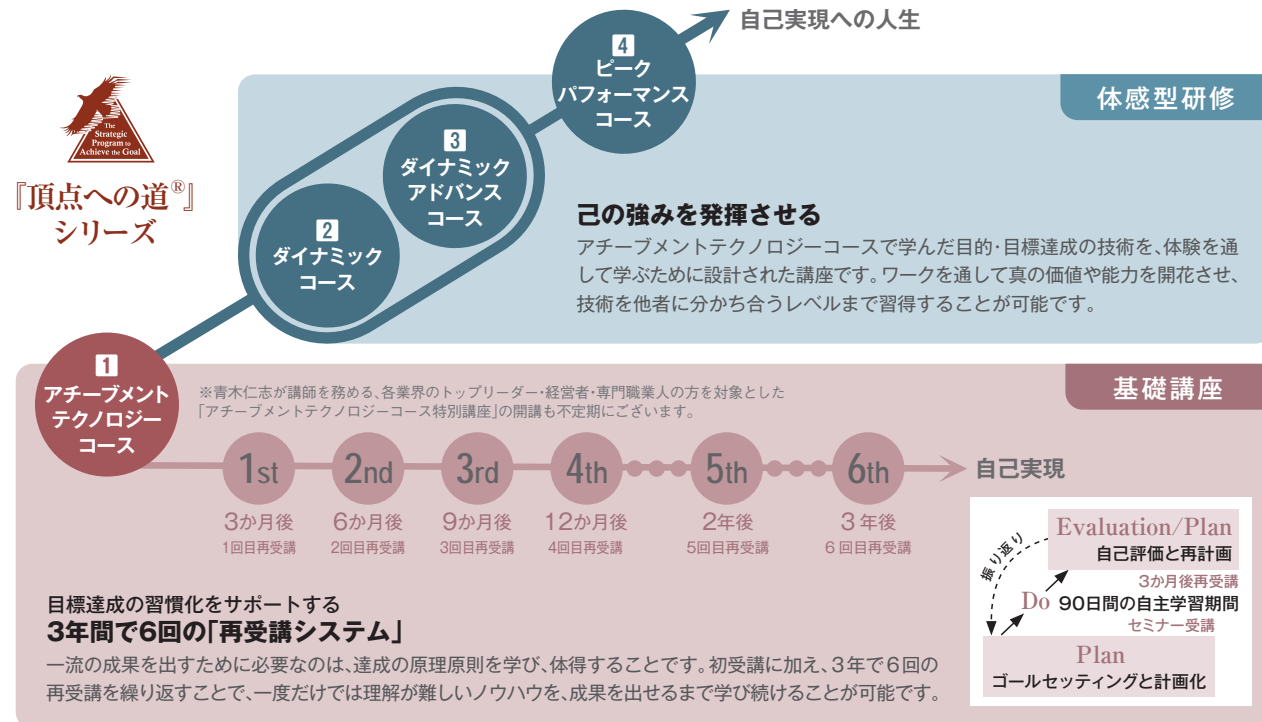 4
ピーク
パフォーマンス
コース
自己実現への人生
体感型研修
The
Strategic
Program to
Achieve the Goal
『頂点への道®』
シリーズ
3
ダイナミック
アドバンス
コース
2
ダイナミック
コース
己の強みを発揮させる
アチーブメントテクノロジーコースで学んだ目的・目標達成の技術を、体験を通
して学ぶために設計された講座です。ワークを通して真の価値や能力を開花させ、
技術を他者に分かち合うレベルまで習得することが可能です。
1
アチーブメント
テクノロジー
コース
基礎講座
※青木仁志が講師を務める、各業界のトップリーダー・経営者・専門職業人の方を対象とした
「アチーブメントテクノロジーコース特別講座」の開講も不定期にございます。
1st 2nd 3rd 4th 5th 6th 自己実現
3か月後 6か月後 9か月後 12か月後 2年後 3年後
1回目再受講 2回目再受講 3回目再受講 4回目再受講 5回目再受講 6回目再受講
目標達成の習慣化をサポートする
3年間で6回の「再受講システム」
一流の成果を出すために必要なのは、達成の原理原則を学び、体得することです。初受講に加え、3年で6回の
再受講を繰り返すことで、一度だけでは理解が難しいノウハウを、成果を出せるまで学び続けることが可能です。
Evaluation/Plan
自己評価と再計画
振り返り
3か月後再受講
Do 90日間の自主学習期間
セミナー受講
Plan
ゴールセッティングと計画化